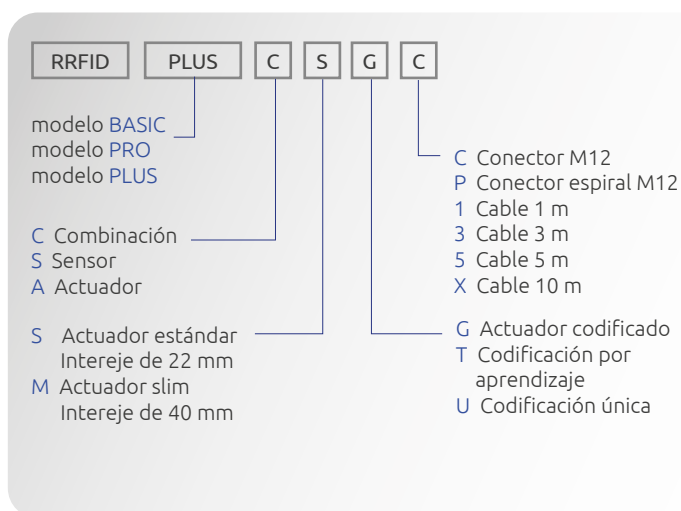 RRFID PLUS C S G C
modelo BASIC
modelo PRO
modelo PLUS
C Combinación
S Sensor
A Actuador
S Actuador estándar
Intereje de 22 mm
M Actuador slim
Intereje de 40 mm
C Conector M12
P Conector espiral M12
1 Cable 1 m
3 Cable 3 m
5 Cable 5 m
X Cable 10 m
G Actuador codificado
T Codificación por
aprendizaje
U Codificación única